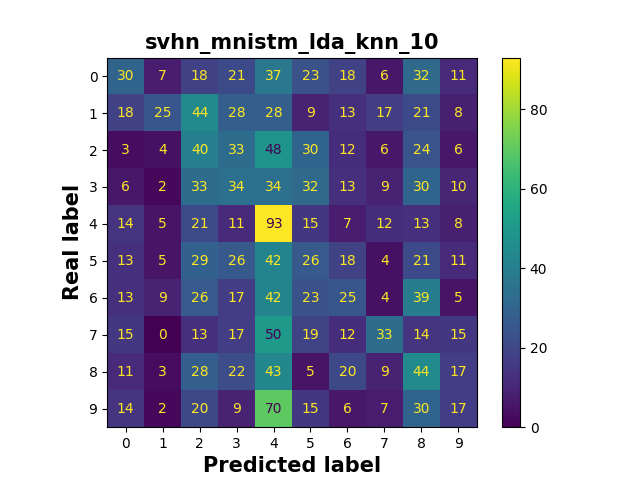 svhn_mnistm_lda_knn_10
Real label
0 30 7 18 21 37 23 18 6 32 11
1 18 25 44 28 28 9 13 17 21 8
2 3 4 40 33 48 30 12 6 24 6
3 6 2 33 34 34 32 13 9 30 10
4 14 5 21 11 93 15 7 12 13 8
5 13 5 29 26 42 26 18 4 21 11
6 13 9 26 17 42 23 25 4 39 5
7 15 0 13 17 50 19 12 33 14 15
8 11 3 28 22 43 5 20 9 44 17
9 14 2 20 9 70 15 6 7 30 17
0 1 2 3 4 5 6 7 8 9
Predicted label
80
60
40
20
0